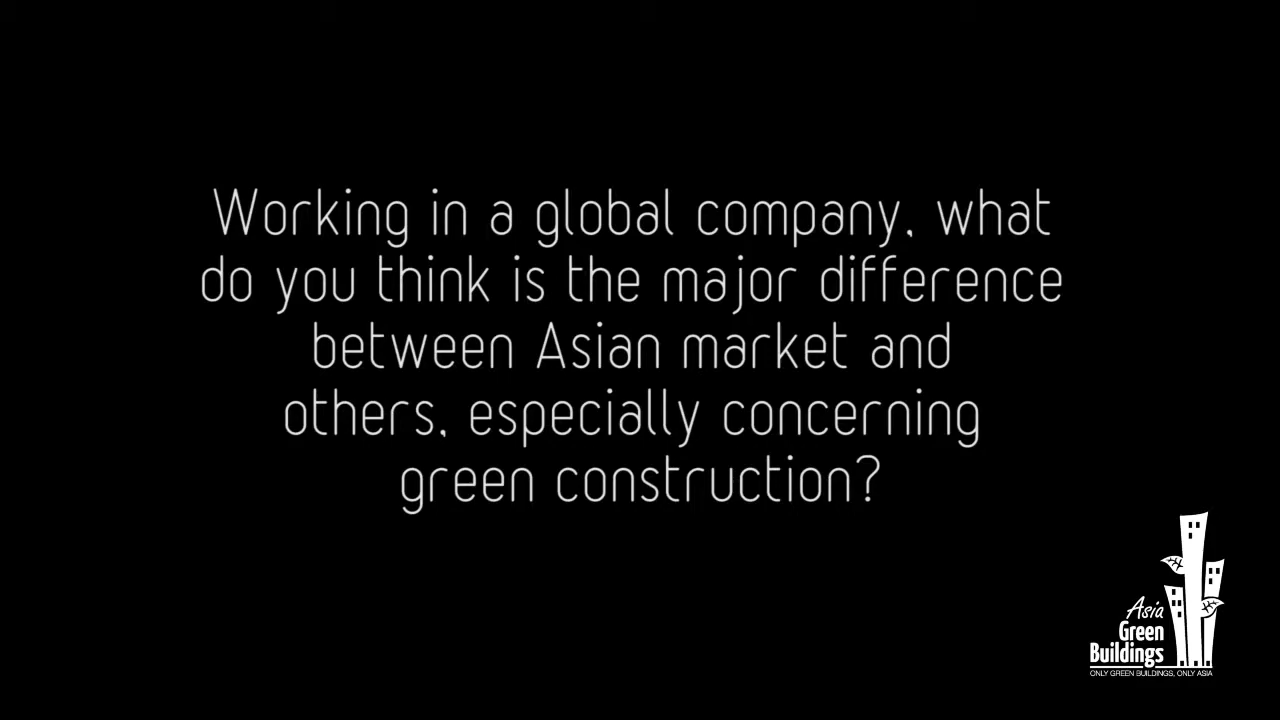 Working in a global company, what
do you think is the major difference
between Asian market and
others, especially concerning
green construction?
Asia
Green
Buildings
ONLY GREEN BUILDINGS, ONLY ASIA